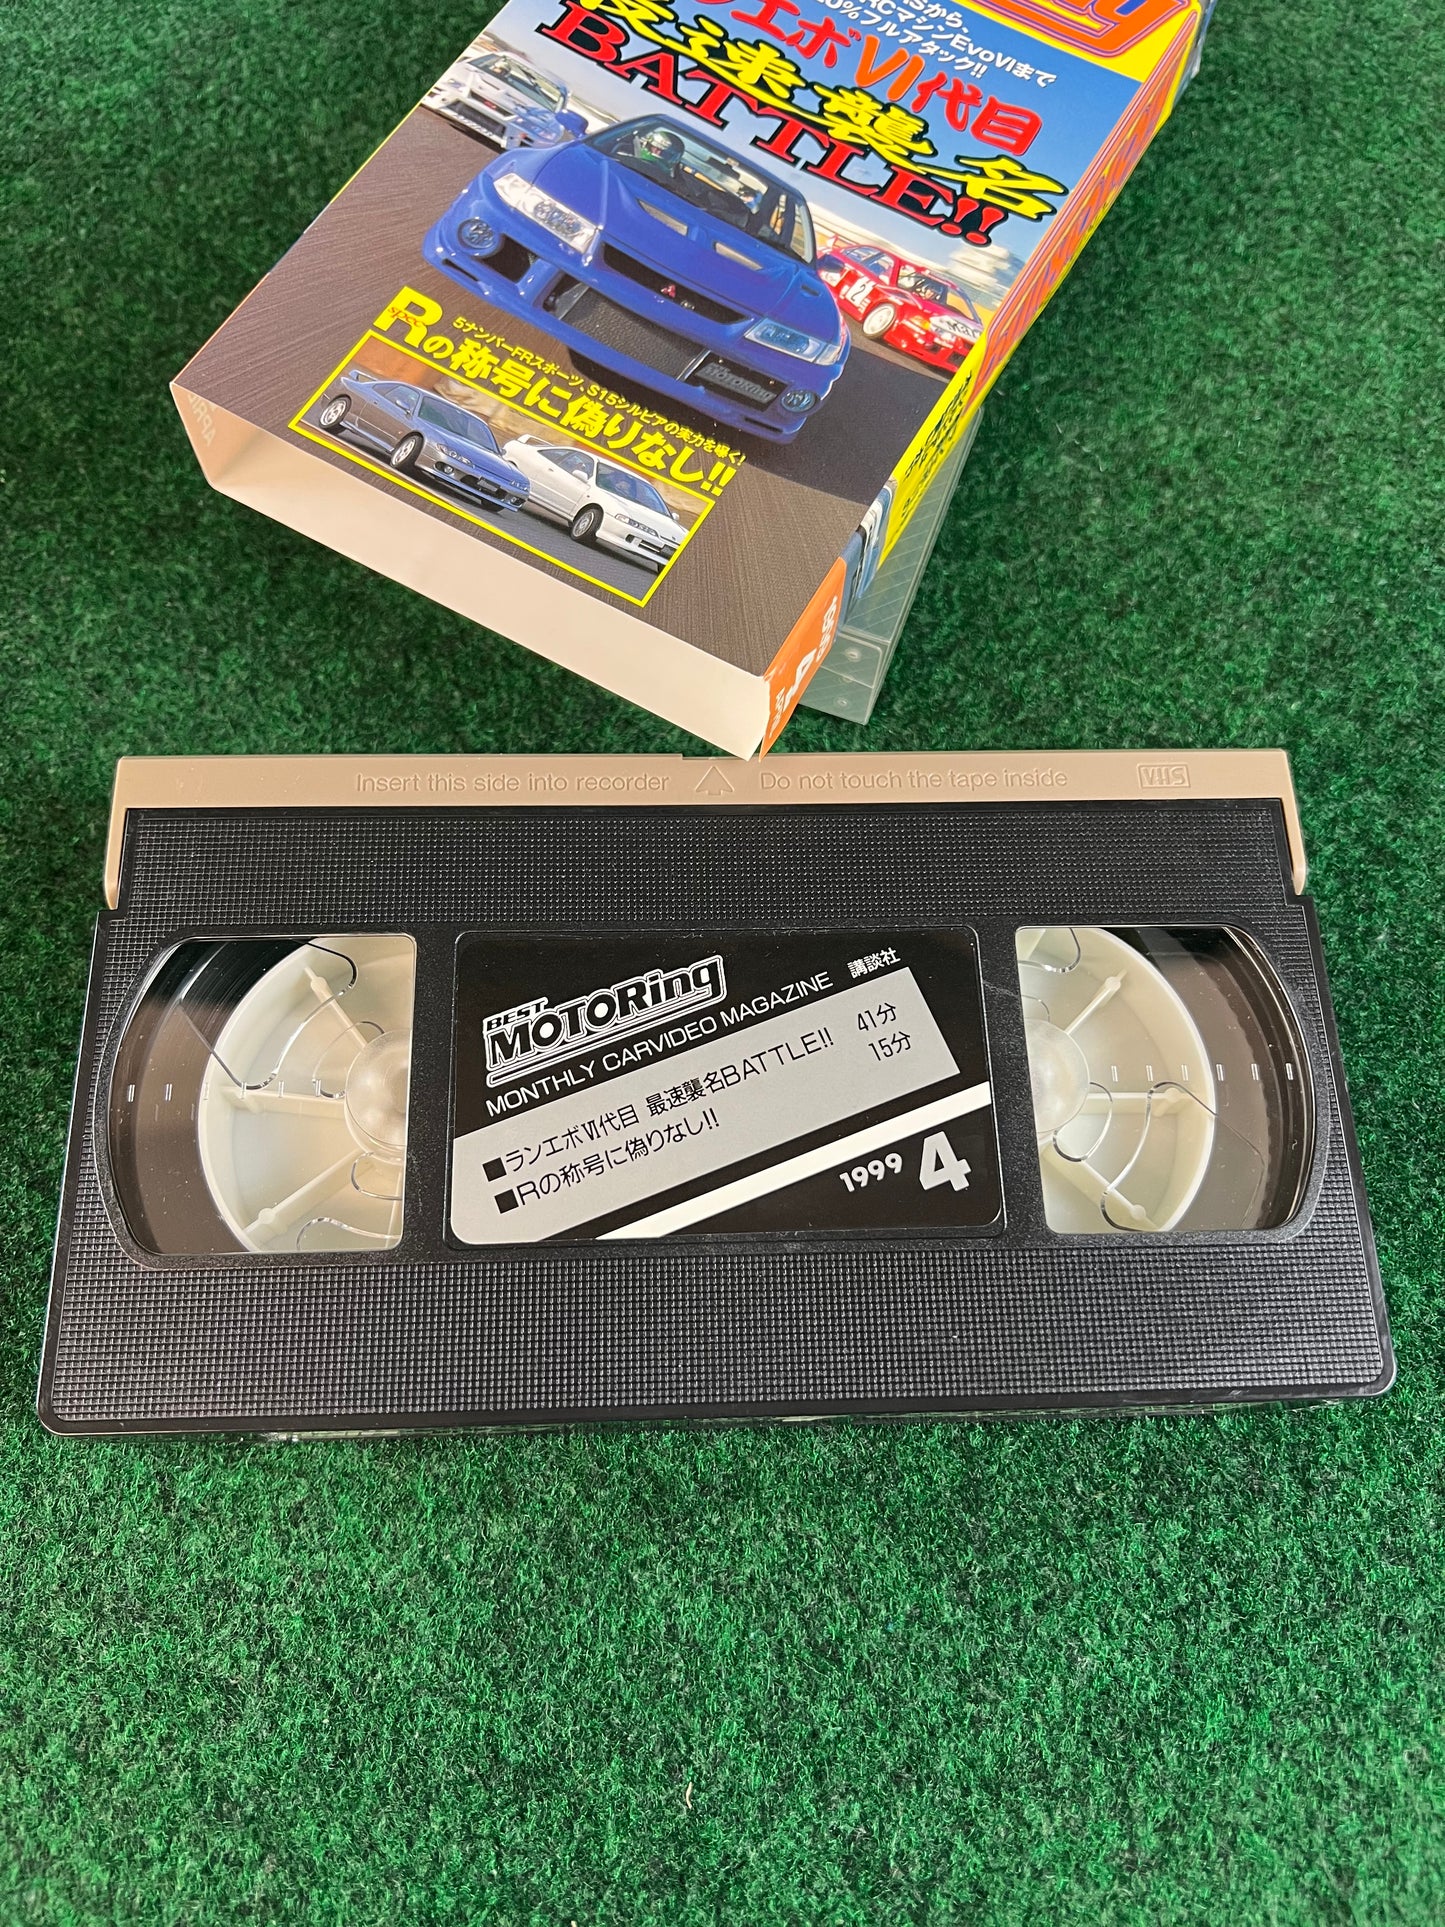 RCマシンEvoVIまで
%フルアタック!!
エボVI代目
速襲名
BATTLE!!
Mリ
spec
Rの称号に偽りなし!!
5ナンバーFRスポーツ、S15シルビアの実力を暴く!
MOTORing
4
Insert this side into recorder
Do not touch the tape inside
VHS
BEST
MOTORing
MONTHLY CARVIDEO MAGAZINE 講談社
■ランエボⅥ代目 最速襲名BATTLE!! 41分
■Rの称号に偽りなし!! 15分
1999 4